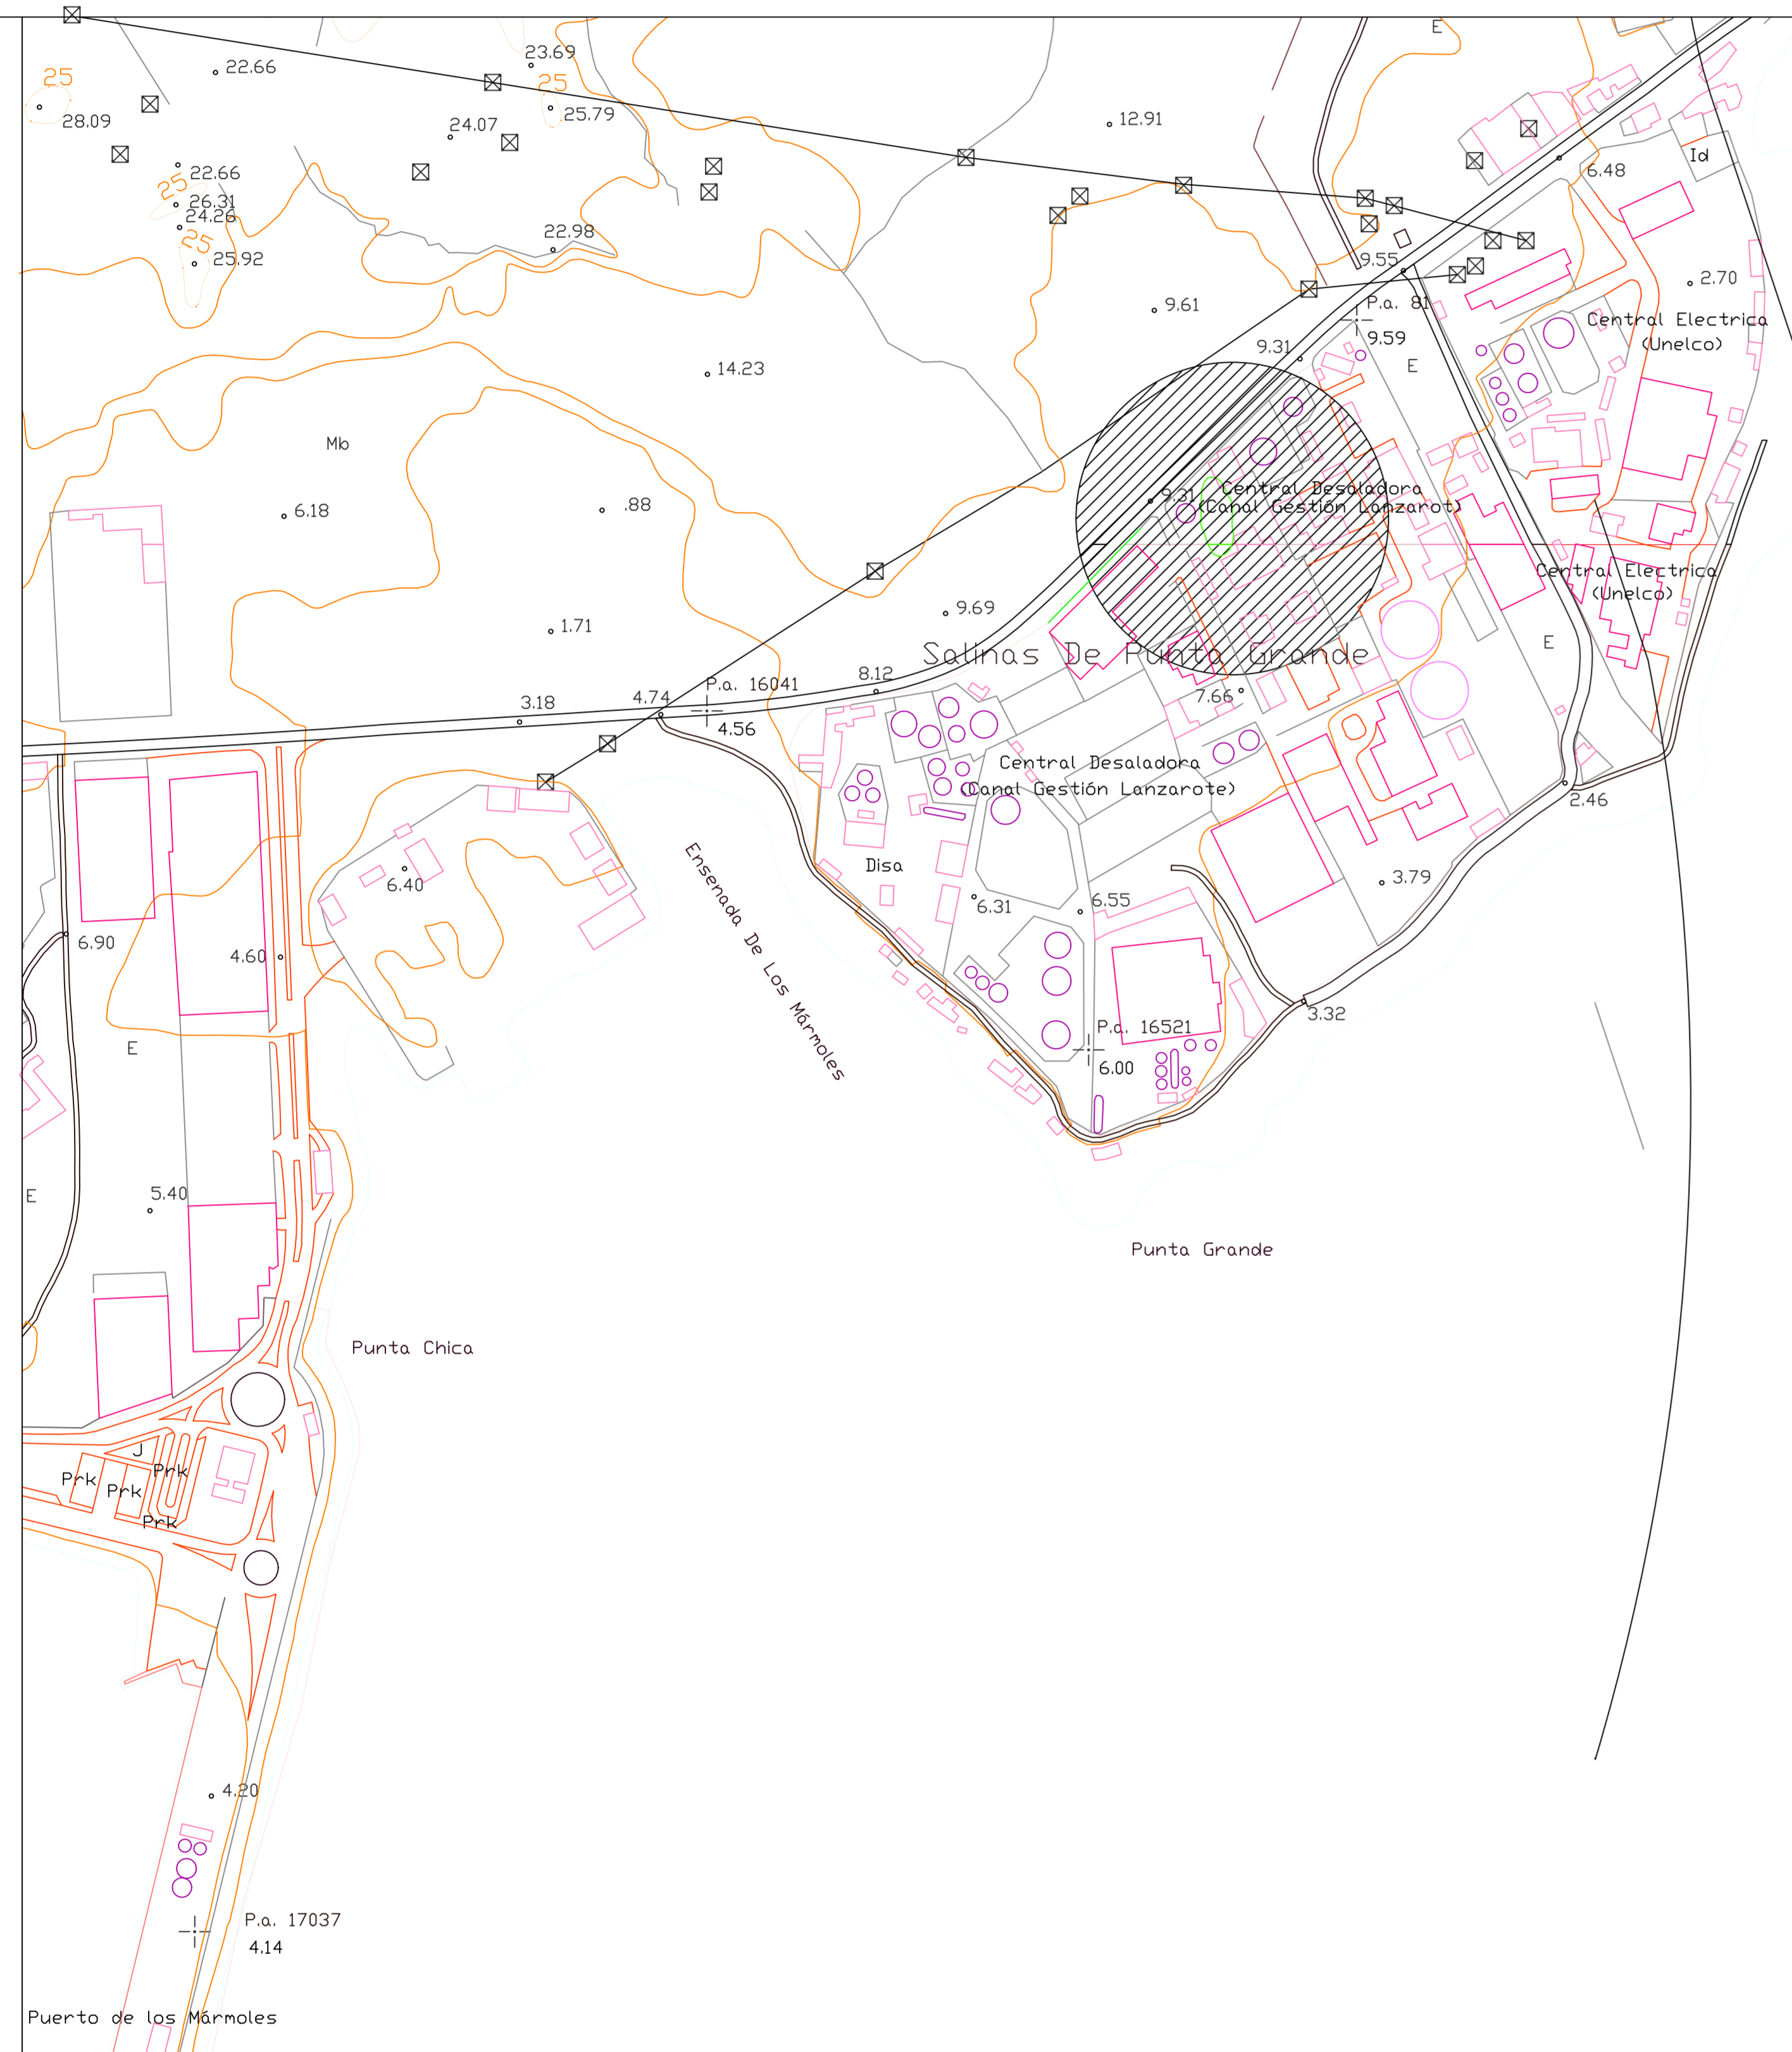 E
23.69
22.66
25
25
28.09
25.79
24.07
12.91
Id
6.48
22.66
25
26.31
24.26
25
22.98
25.92
9.55
2.70
9.61
P.a. 81
9.59
Central Electrica
(Unelco)
9.31
E
14.23
Mb
9.31
Central Desaladora
(Canal Gestión Lanzarot)
6.18
.88
Central Electrica
(Unelco)
9.69
1.71
E
Salinas De Punta Grande
8.12
P.a. 16041
4.74
4.56
3.18
7.66
Central Desaladora
(Canal Gestión Lanzarote)
2.46
Disa
6.40
Ensenada De Los Mármoles
3.79
6.31
6.55
6.90
4.60
3.32
P.a. 16521
6.00
E
5.40
E
Punta Grande
Punta Chica
J
Prk
Prk
Prk
Prk
4.20
P.a. 17037
4.14
Puerto de los Mármoles